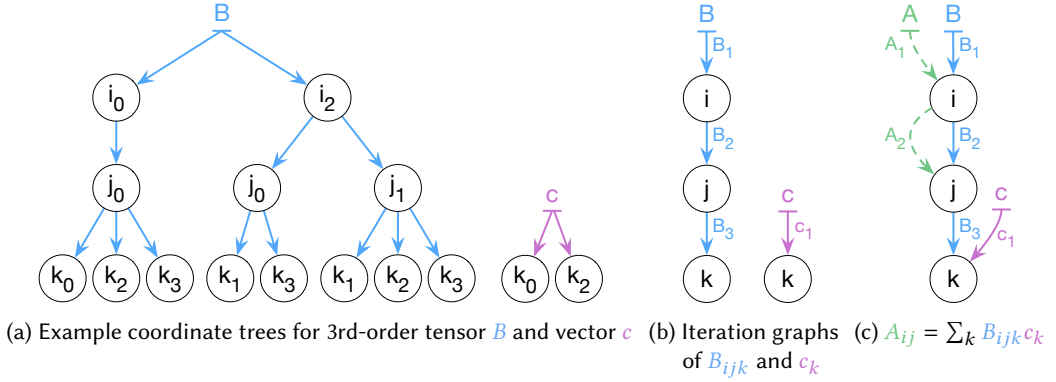 B B A B
B₁ A₁ B₁
i₀ i₂ i i
B₂ A₂ B₂
j₀ j₀ j₁ c j c j c
B₃ c₁ B₃ c₁
k₀ k₂ k₃ k₁ k₃ k₁ k₂ k₃ k₀ k₂ k k k
(a) Example coordinate trees for 3rd-order tensor B and vector c
(b) Iteration graphs
of Bᵢⱼₖ and cₖ
(c) Aᵢⱼ = ∑ₖ Bᵢⱼₖcₖ